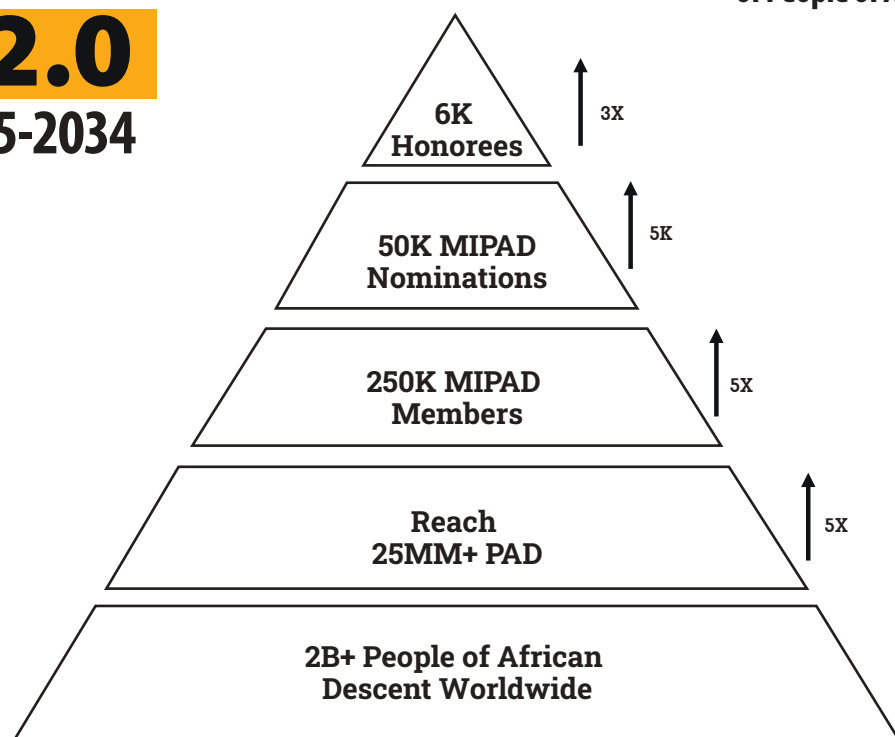 2.0
5-2034
6K
Honorees
3X
50K MIPAD
Nominations
5K
250K MIPAD
Members
5X
Reach
25MM+ PAD
5X
2B+ People of African
Descent Worldwide